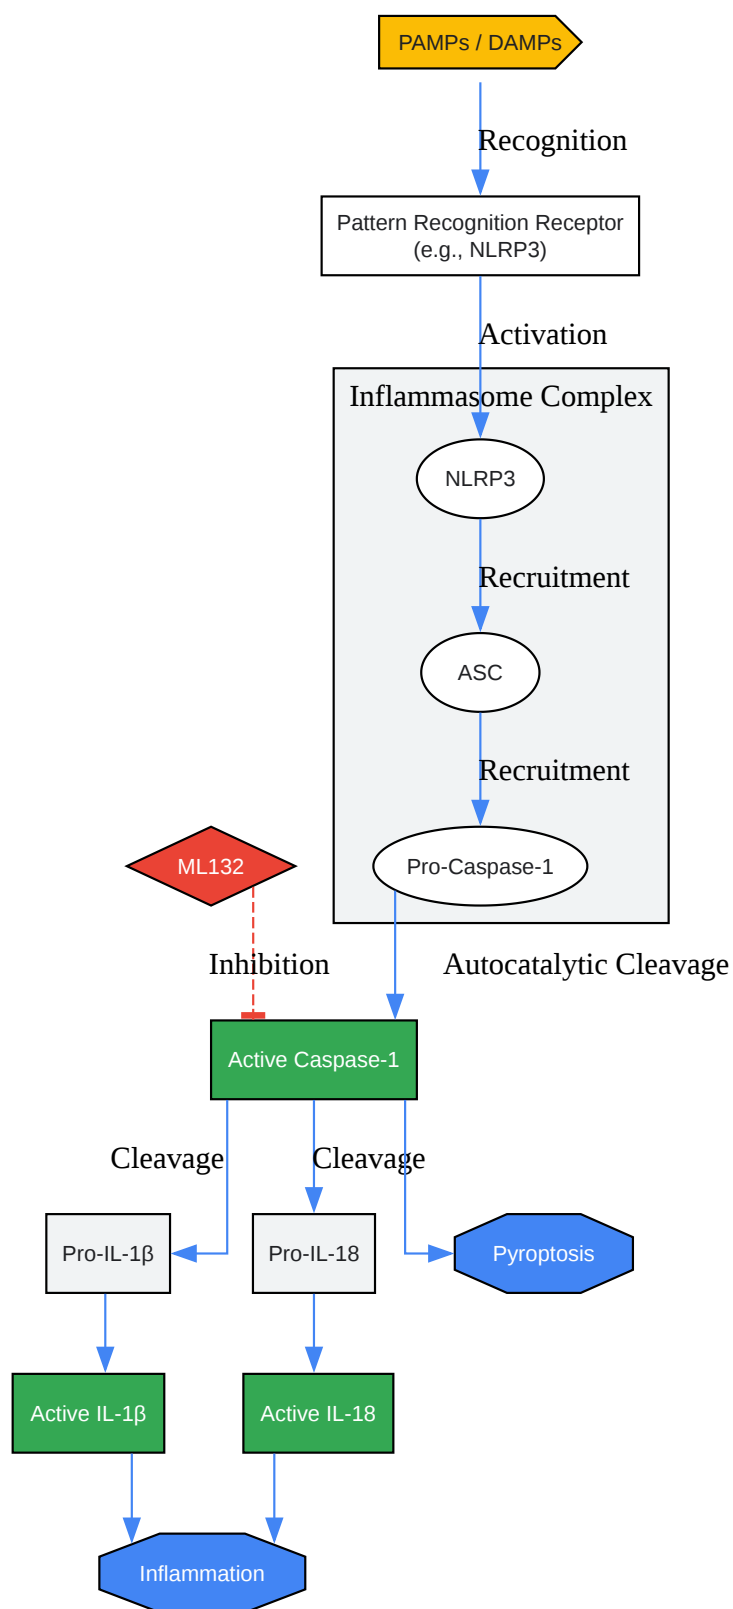 PAMPs / DAMPs
Recognition
Pattern Recognition Receptor
(e.g., NLRP3)
Activation
Inflammasome Complex
NLRP3
Recruitment
ASC
Recruitment
ML132
Pro-Caspase-1
Inhibition
Autocatalytic Cleavage
Active Caspase-1
Cleavage
Cleavage
Pro-IL-1β
Pro-IL-18
Pyroptosis
Active IL-1β
Active IL-18
Inflammation